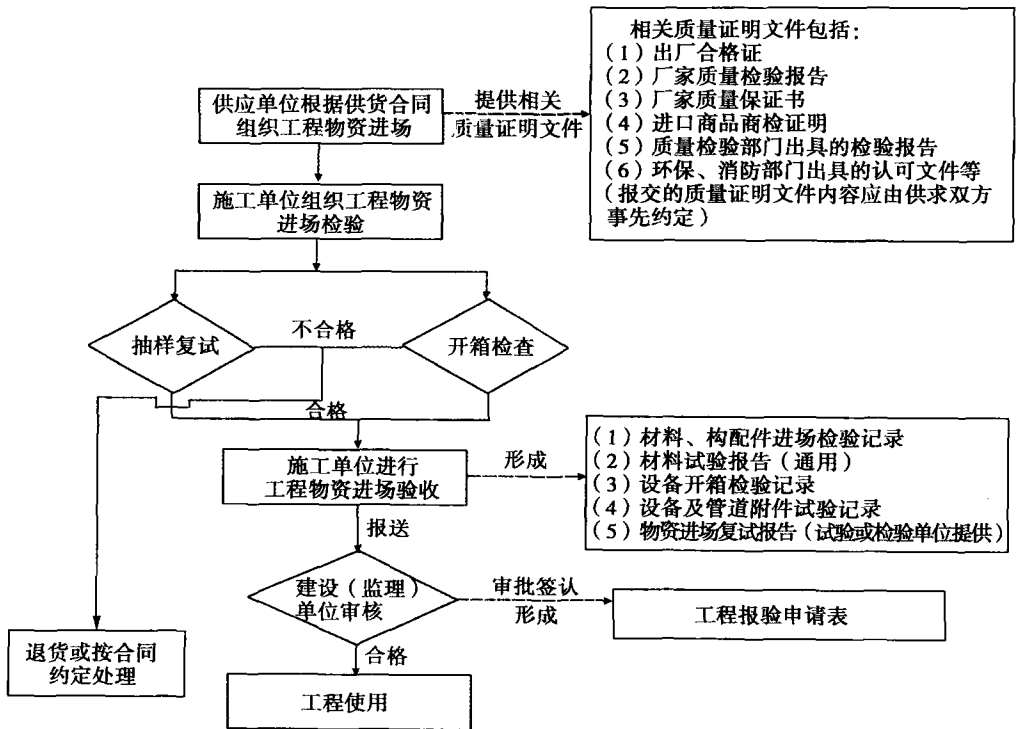 相关质量证明文件包括:
(1)出厂合格证
(2)厂家质量检验报告
(3)厂家质量保证书
(4)进口商品商检证明
(5)质量检验部门出具的检验报告
(6)环保、消防部门出具的认可文件等
(报交的质量证明文件内容应由供求双方
事先约定)
供应单位根据供货合同
组织工程物资进场
提供相关
质量证明文件
施工单位组织工程物资
进场检验
抽样复试
不合格
开箱检查
合格
施工单位进行
工程物资进场验收
形成
(1)材料、构配件进场检验记录
(2)材料试验报告(通用)
(3)设备开箱检验记录
(4)设备及管道附件试验记录
(5)物资进场复试报告(试验或检验单位提供)
报送
建设(监理)
单位审核
审批签认
形成
工程报验申请表
退货或按合同
约定处理
合格
工程使用